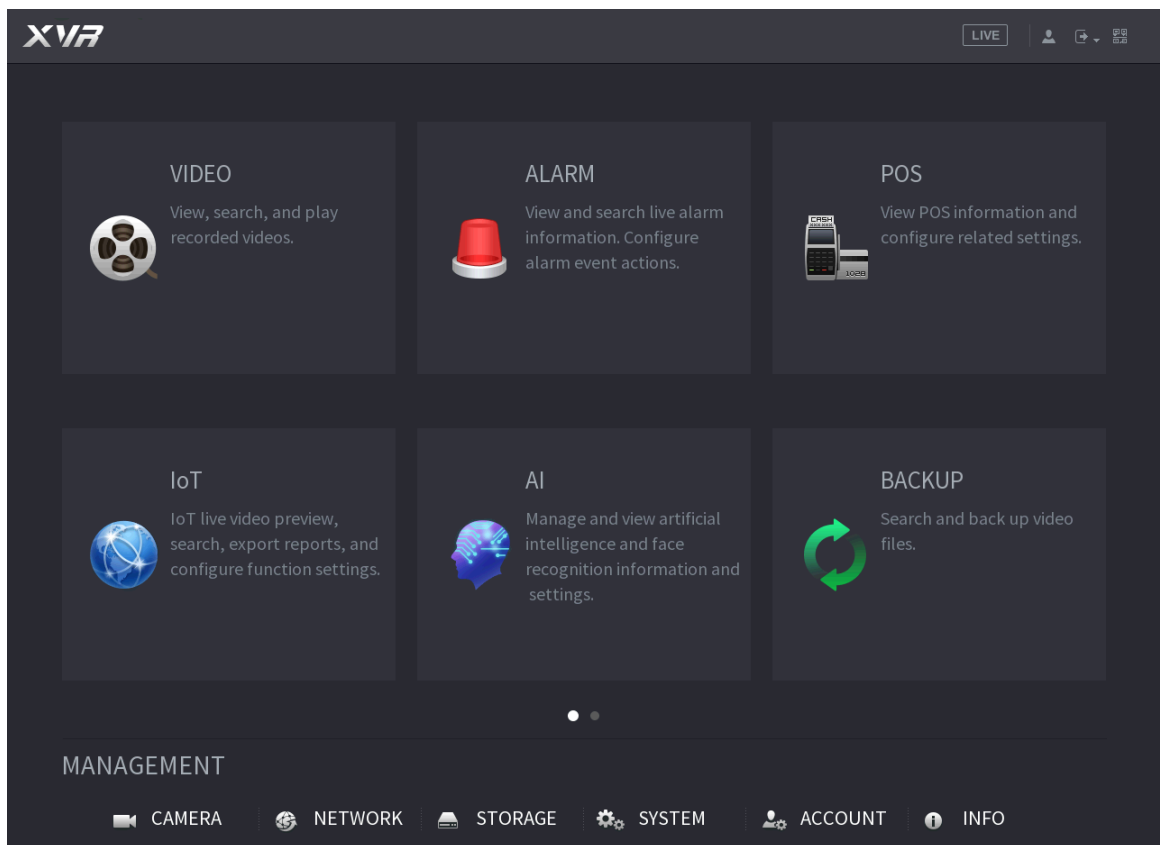 XVR
LIVE
VIDEO
View, search, and play
recorded videos.
ALARM
View and search live alarm
information. Configure
alarm event actions.
POS
View POS information and
configure related settings.
CASH
1028
IoT
IoT live video preview,
search, export reports, and
configure function settings.
AI
Manage and view artificial
intelligence and face
recognition information and
settings.
BACKUP
Search and back up video
files.
MANAGEMENT
CAMERA
NETWORK
STORAGE
SYSTEM
ACCOUNT
INFO